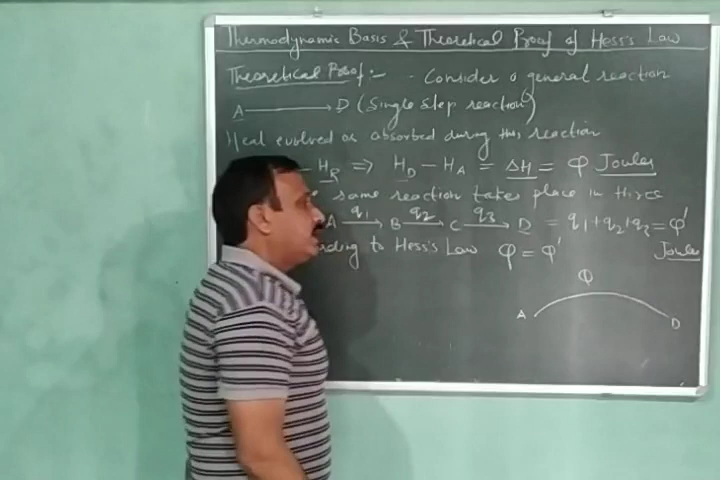 Thermodynamic Basis & Theoretical Proof of Hess's Law
Theoretical Proof:- - Consider a general reaction
A ⟶ D (Single step reaction)
Heat evolved or absorbed during this reaction
- H_R ⇒ H_D - H_A = ΔH = φ Joules
same reaction takes place in three
A q1⟶ B q2⟶ C q3⟶ D = q1+q2+q3 = φ'
Joules
rding to Hess's Law φ = φ'
φ
A D